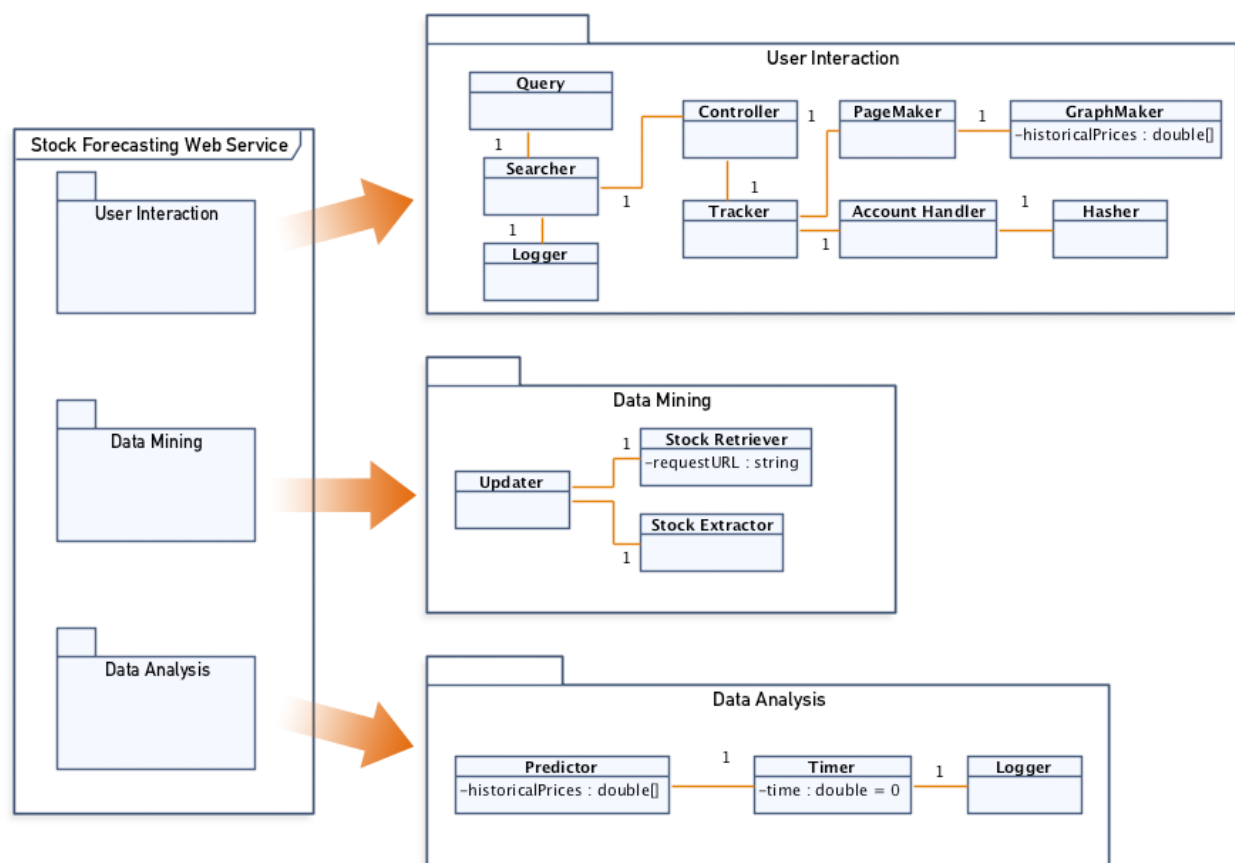 Stock Forecasting Web Service
User Interaction
Data Mining
Data Analysis
User Interaction
Query
1
Searcher
1
1
Logger
Controller
1
Tracker
1
PageMaker
1
GraphMaker
-historicalPrices : double[]
1
Account Handler
1
Hasher
Data Mining
Updater
1
Stock Retriever
-requestURL : string
1
Stock Extractor
Data Analysis
Predictor
-historicalPrices : double[]
1
Timer
-time : double = 0
1
Logger